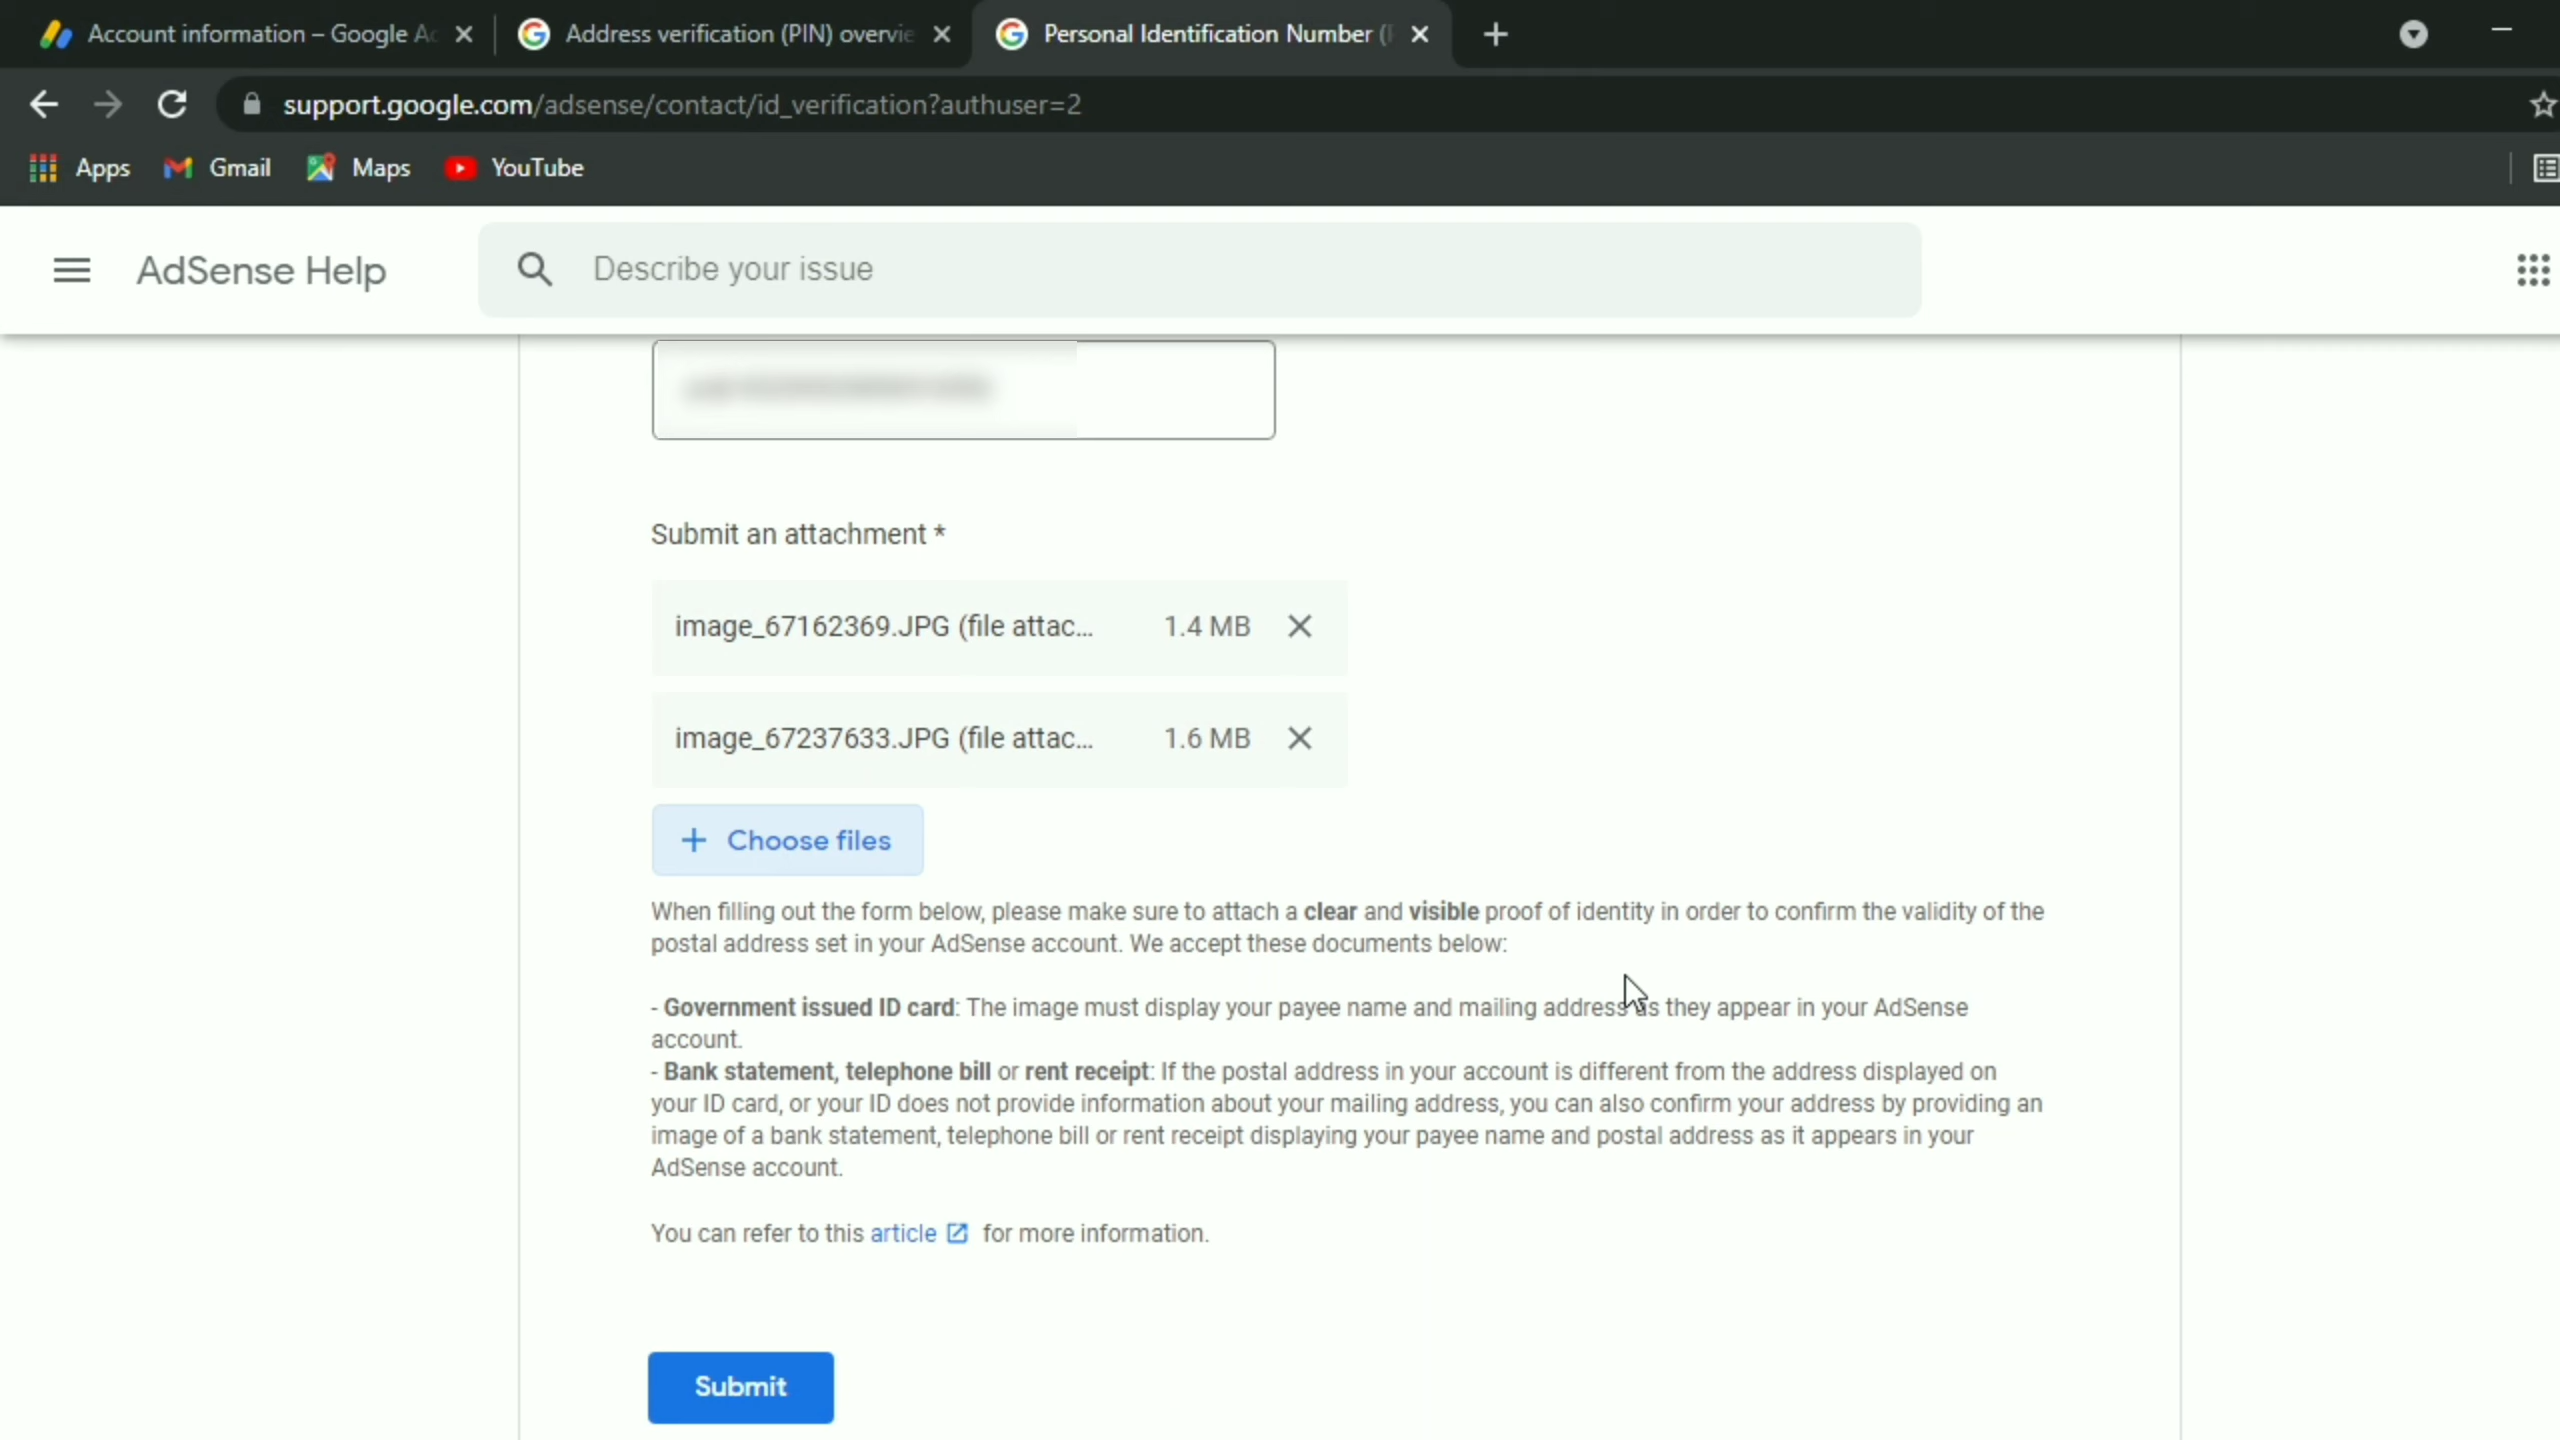 Account information – Google A
Address verification (PIN) overvie
Personal Identification Number (
support.google.com/adsense/contact/id_verification?authuser=2
Apps
Gmail
Maps
YouTube
AdSense Help
Describe your issue
Submit an attachment *
image_67162369.JPG (file attac... 1.4 MB
image_67237633.JPG (file attac... 1.6 MB
+ Choose files
When filling out the form below, please make sure to attach a clear and visible proof of identity in order to confirm the validity of the
postal address set in your AdSense account. We accept these documents below:
- Government issued ID card: The image must display your payee name and mailing address as they appear in your AdSense
account.
- Bank statement, telephone bill or rent receipt: If the postal address in your account is different from the address displayed on
your ID card, or your ID does not provide information about your mailing address, you can also confirm your address by providing an
image of a bank statement, telephone bill or rent receipt displaying your payee name and postal address as it appears in your
AdSense account.
You can refer to this article for more information.
Submit